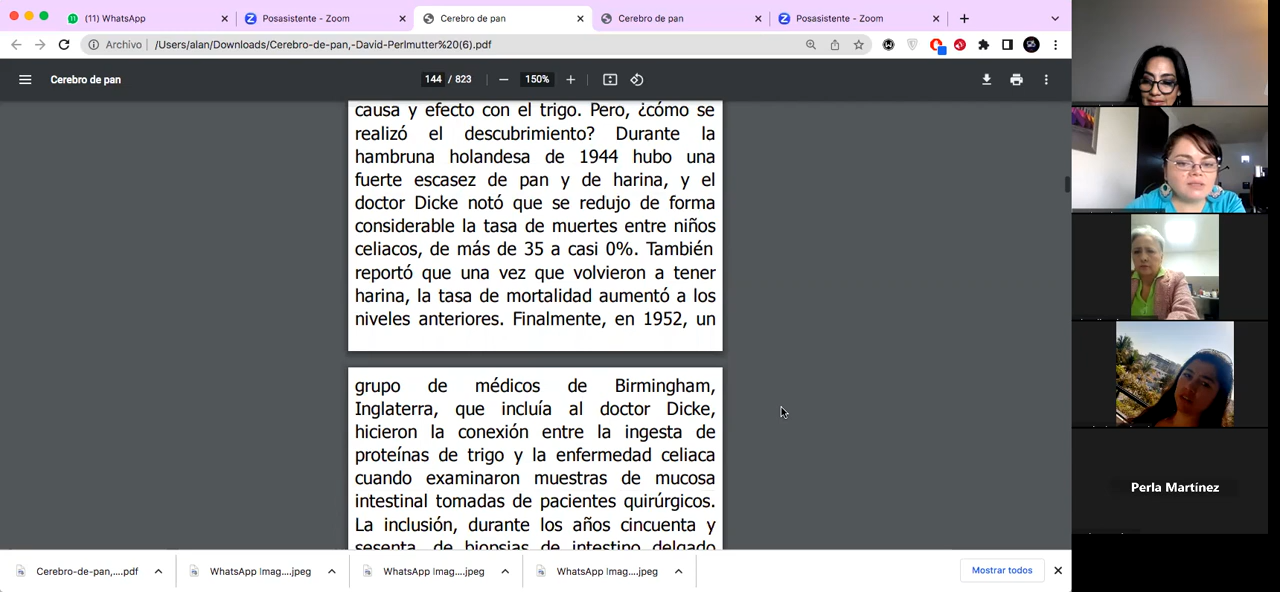 (11) WhatsApp
Posasistente - Zoom
Cerebro de pan
Cerebro de pan
Posasistente - Zoom
Archivo /Users/alan/Downloads/Cerebro-de-pan,-David-Perlmutter%20(6).pdf
Cerebro de pan
144 / 823
150%
causa y efecto con el trigo. Pero, ¿cómo se
realizó el descubrimiento? Durante la
hambruna holandesa de 1944 hubo una
fuerte escasez de pan y de harina, y el
doctor Dicke notó que se redujo de forma
considerable la tasa de muertes entre niños
celiacos, de más de 35 a casi 0%. También
reportó que una vez que volvieron a tener
harina, la tasa de mortalidad aumentó a los
niveles anteriores. Finalmente, en 1952, un
grupo de médicos de Birmingham,
Inglaterra, que incluía al doctor Dicke,
hicieron la conexión entre la ingesta de
proteínas de trigo y la enfermedad celiaca
cuando examinaron muestras de mucosa
intestinal tomadas de pacientes quirúrgicos.
La inclusión, durante los años cincuenta y
sesenta, de biopsias de intestino delgado
Perla Martínez
Cerebro-de-pan,....pdf
WhatsApp Imag....jpeg
WhatsApp Imag....jpeg
WhatsApp Imag....jpeg
Mostrar todos